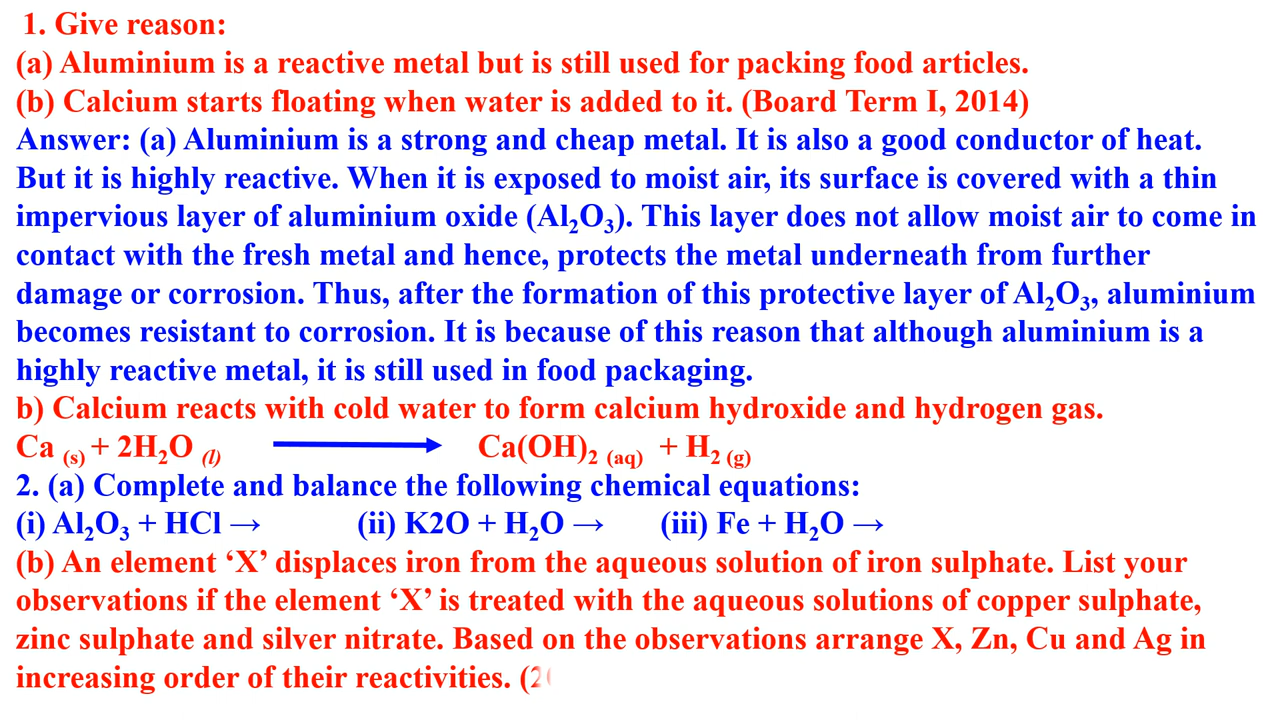 1. Give reason:
(a) Aluminium is a reactive metal but is still used for packing food articles.
(b) Calcium starts floating when water is added to it. (Board Term I, 2014)
Answer: (a) Aluminium is a strong and cheap metal. It is also a good conductor of heat.
But it is highly reactive. When it is exposed to moist air, its surface is covered with a thin
impervious layer of aluminium oxide (Al₂O₃). This layer does not allow moist air to come in
contact with the fresh metal and hence, protects the metal underneath from further
damage or corrosion. Thus, after the formation of this protective layer of Al₂O₃, aluminium
becomes resistant to corrosion. It is because of this reason that although aluminium is a
highly reactive metal, it is still used in food packaging.
b) Calcium reacts with cold water to form calcium hydroxide and hydrogen gas.
Ca (s) + 2H₂O (l) → Ca(OH)₂ (aq) + H₂ (g)
2. (a) Complete and balance the following chemical equations:
(i) Al₂O₃ + HCl → (ii) K2O + H₂O → (iii) Fe + H₂O →
(b) An element ‘X’ displaces iron from the aqueous solution of iron sulphate. List your
observations if the element ‘X’ is treated with the aqueous solutions of copper sulphate,
zinc sulphate and silver nitrate. Based on the observations arrange X, Zn, Cu and Ag in
increasing order of their reactivities. (2